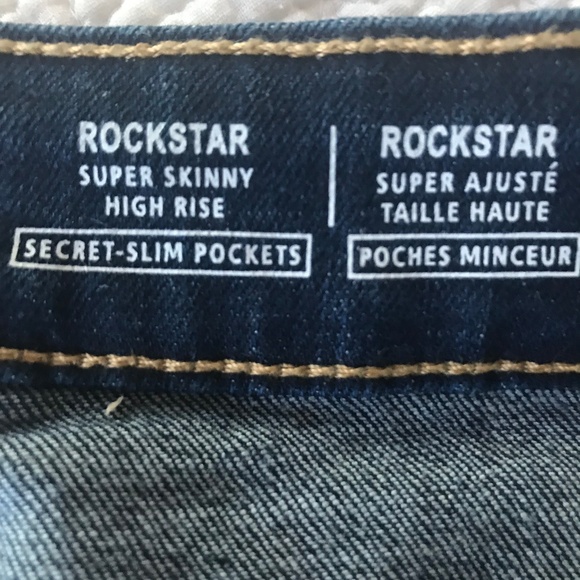 ROCKSTAR
SUPER SKINNY
HIGH RISE
SECRET-SLIM POCKETS
ROCKSTAR
SUPER AJUSTÉ
TAILLE HAUTE
POCHES MINCEUR